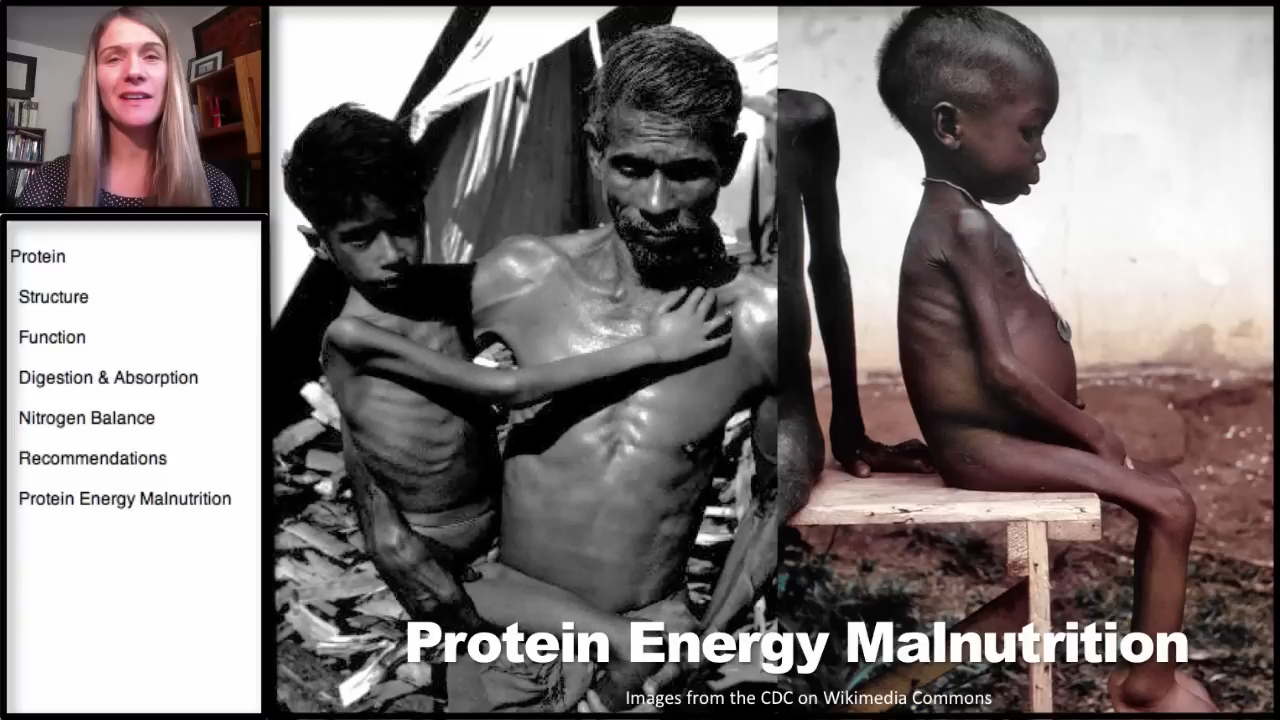 Protein
Structure
Function
Digestion & Absorption
Nitrogen Balance
Recommendations
Protein Energy Malnutrition
Protein Energy Malnutrition
Images from the CDC on Wikimedia Commons